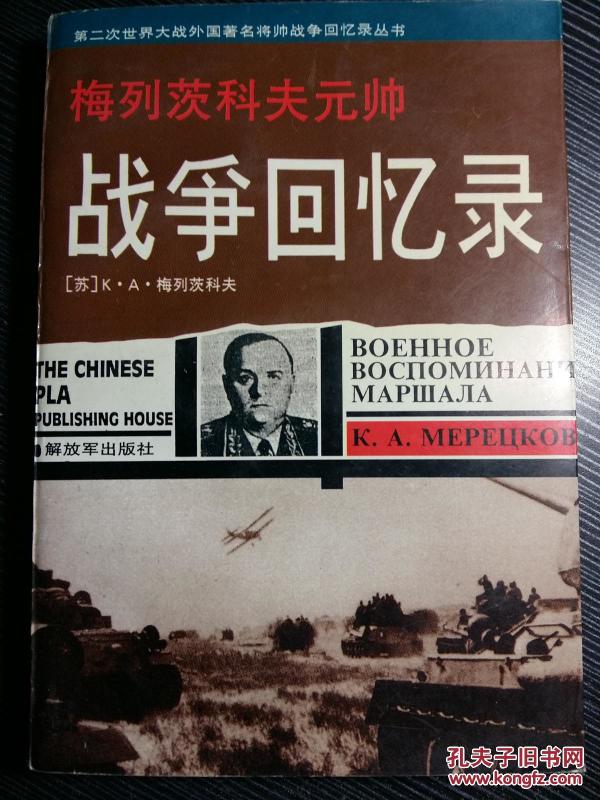 第二次世界大战外国著名将帅战争回忆录丛书
梅列茨科夫元帅
战争回忆录
[苏]K·A·梅列茨科夫
THE CHINESE
PLA
PUBLISHING HOUSE
●解放军出版社
ВОЕННОЕ
ВОСПОМИНАНИ
МАРШАЛА
К. А. МЕРЕЦКОВ
孔夫子旧书网
www.kongfz.com